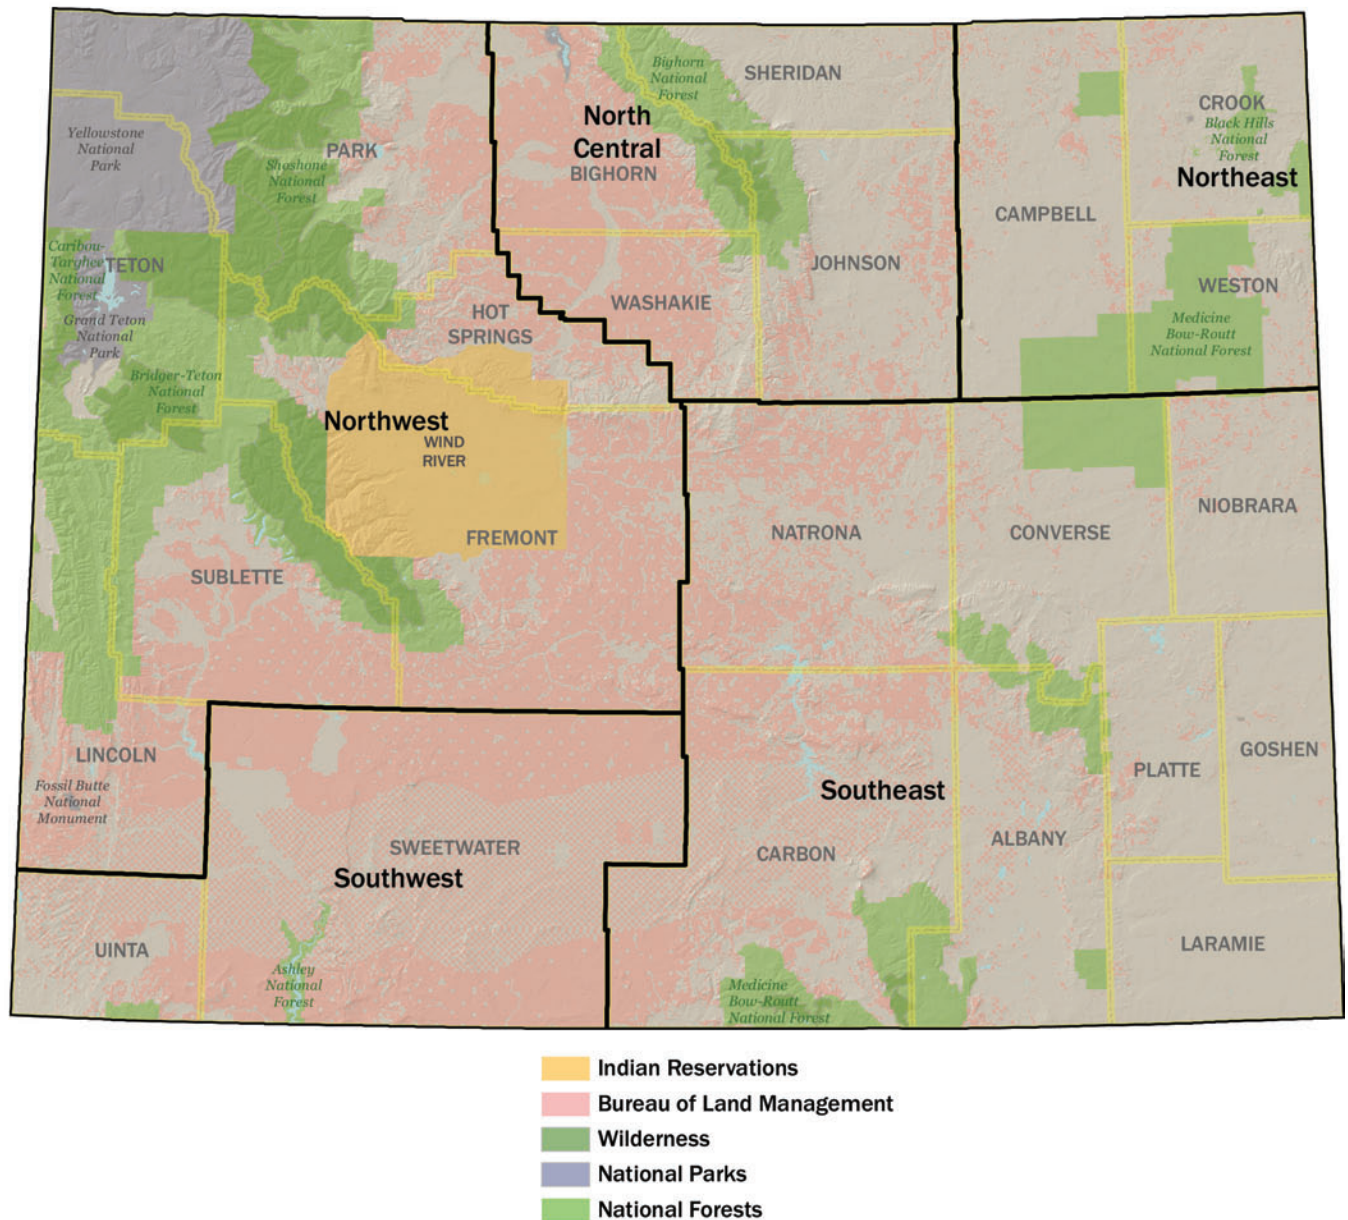 Yellowstone
National
Park
Shoshone
National
Forest
PARK
Caribou-
Targhee
National
Forest
TETON
Grand Teton
National
Park
Bridger-Teton
National
Forest
HOT
SPRINGS
Northwest
WIND
RIVER
FREMONT
SUBLETTE
LINCOLN
Fossil Butte
National
Monument
Bighorn
National
Forest
SHERIDAN
North
Central
BIGHORN
WASHAKIE
JOHNSON
CROOK
Black Hills
National
Forest
Northeast
CAMPBELL
WESTON
Medicine
Bow-Routt
National Forest
NATRONA
CONVERSE
NIOBRARA
Southeast
PLATTE
GOSHEN
CARBON
ALBANY
LARAMIE
Medicine
Bow-Routt
National Forest
SWEETWATER
Southwest
UINTA
Ashley
National
Forest
Indian Reservations
Bureau of Land Management
Wilderness
National Parks
National Forests